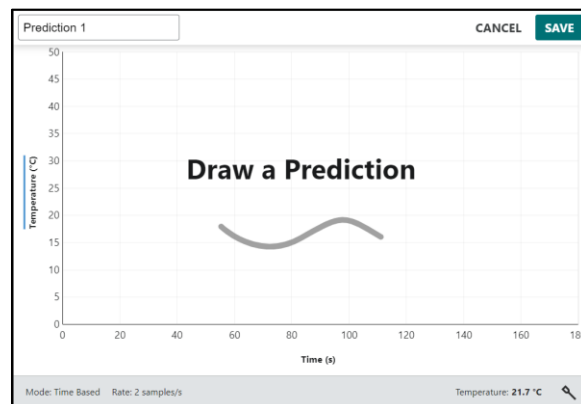 Prediction 1
CANCEL
SAVE
50
45
40
35
30
25
20
15
10
5
0
Temperature (°C)
Draw a Prediction
0 20 40 60 80 100 120 140 160 180
Time (s)
Mode: Time Based Rate: 2 samples/s Temperature: 21.7 °C